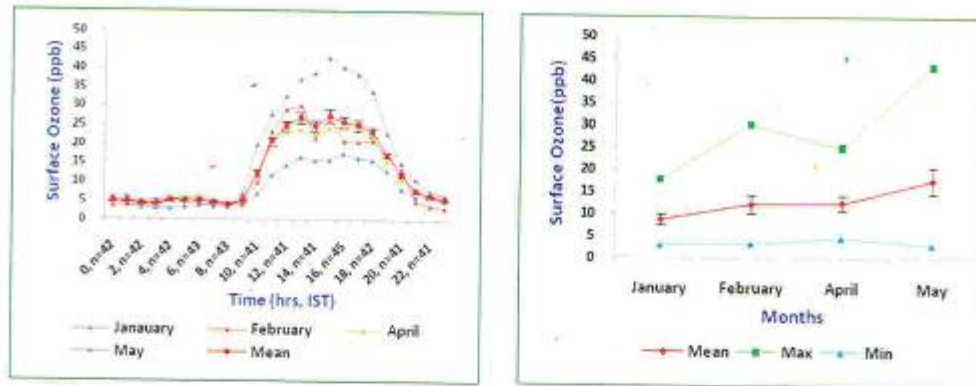 50
45
40
35
30
25
20
15
10
5
0
Surface Ozone (ppb)
0, n=42
2, n=42
4, n=42
6, n=43
8, n=43
10, n=41
12, n=41
14, n=41
16, n=45
18, n=42
20, n=41
22, n=41
Time (hrs, IST)
Janauary
February
April
May
Mean
50
45
40
35
30
25
20
15
10
5
0
Surface Ozone(ppb)
January
February
April
May
Months
Mean
Max
Min